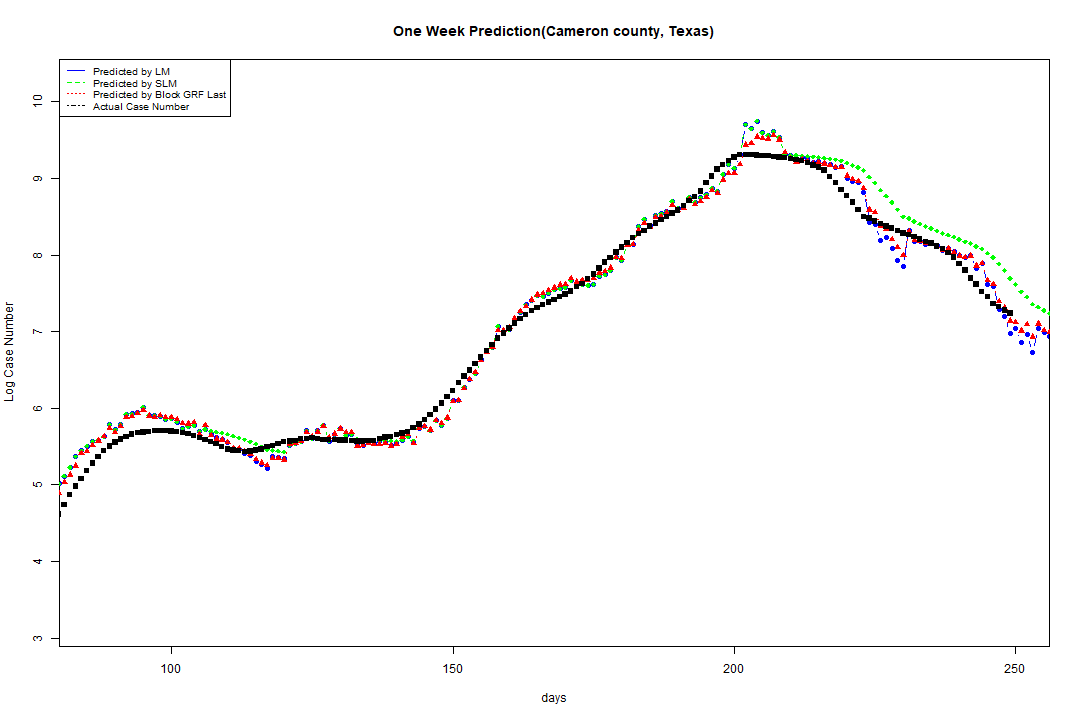 One Week Prediction(Cameron county, Texas)
Predicted by LM
Predicted by SLM
Predicted by Block GRF Last
Actual Case Number
Log Case Number
10
9
8
7
6
5
4
3
100 150 200 250
days